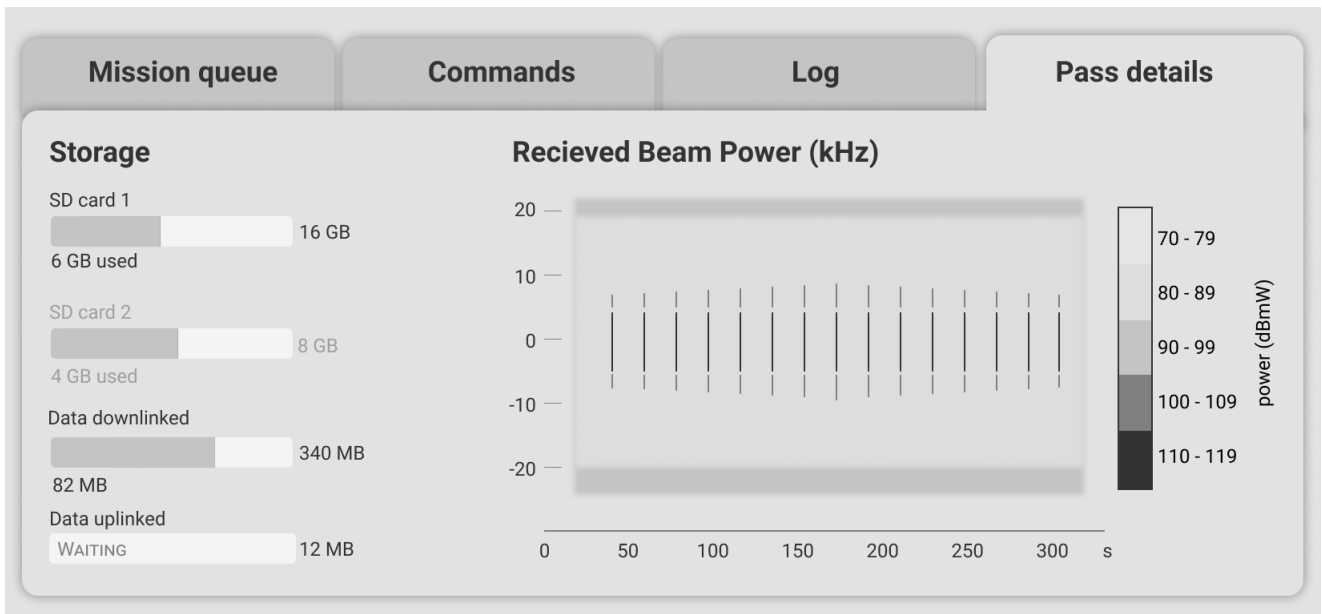 Mission queue
Commands
Log
Pass details
Storage
SD card 1
16 GB
6 GB used
SD card 2
8 GB
4 GB used
Data downlinked
340 MB
82 MB
Data uplinked
WAITING
12 MB
Recieved Beam Power (kHz)
20
10
0
-10
-20
0 50 100 150 200 250 300 s
70 - 79
80 - 89
90 - 99
100 - 109
110 - 119
power (dBmW)